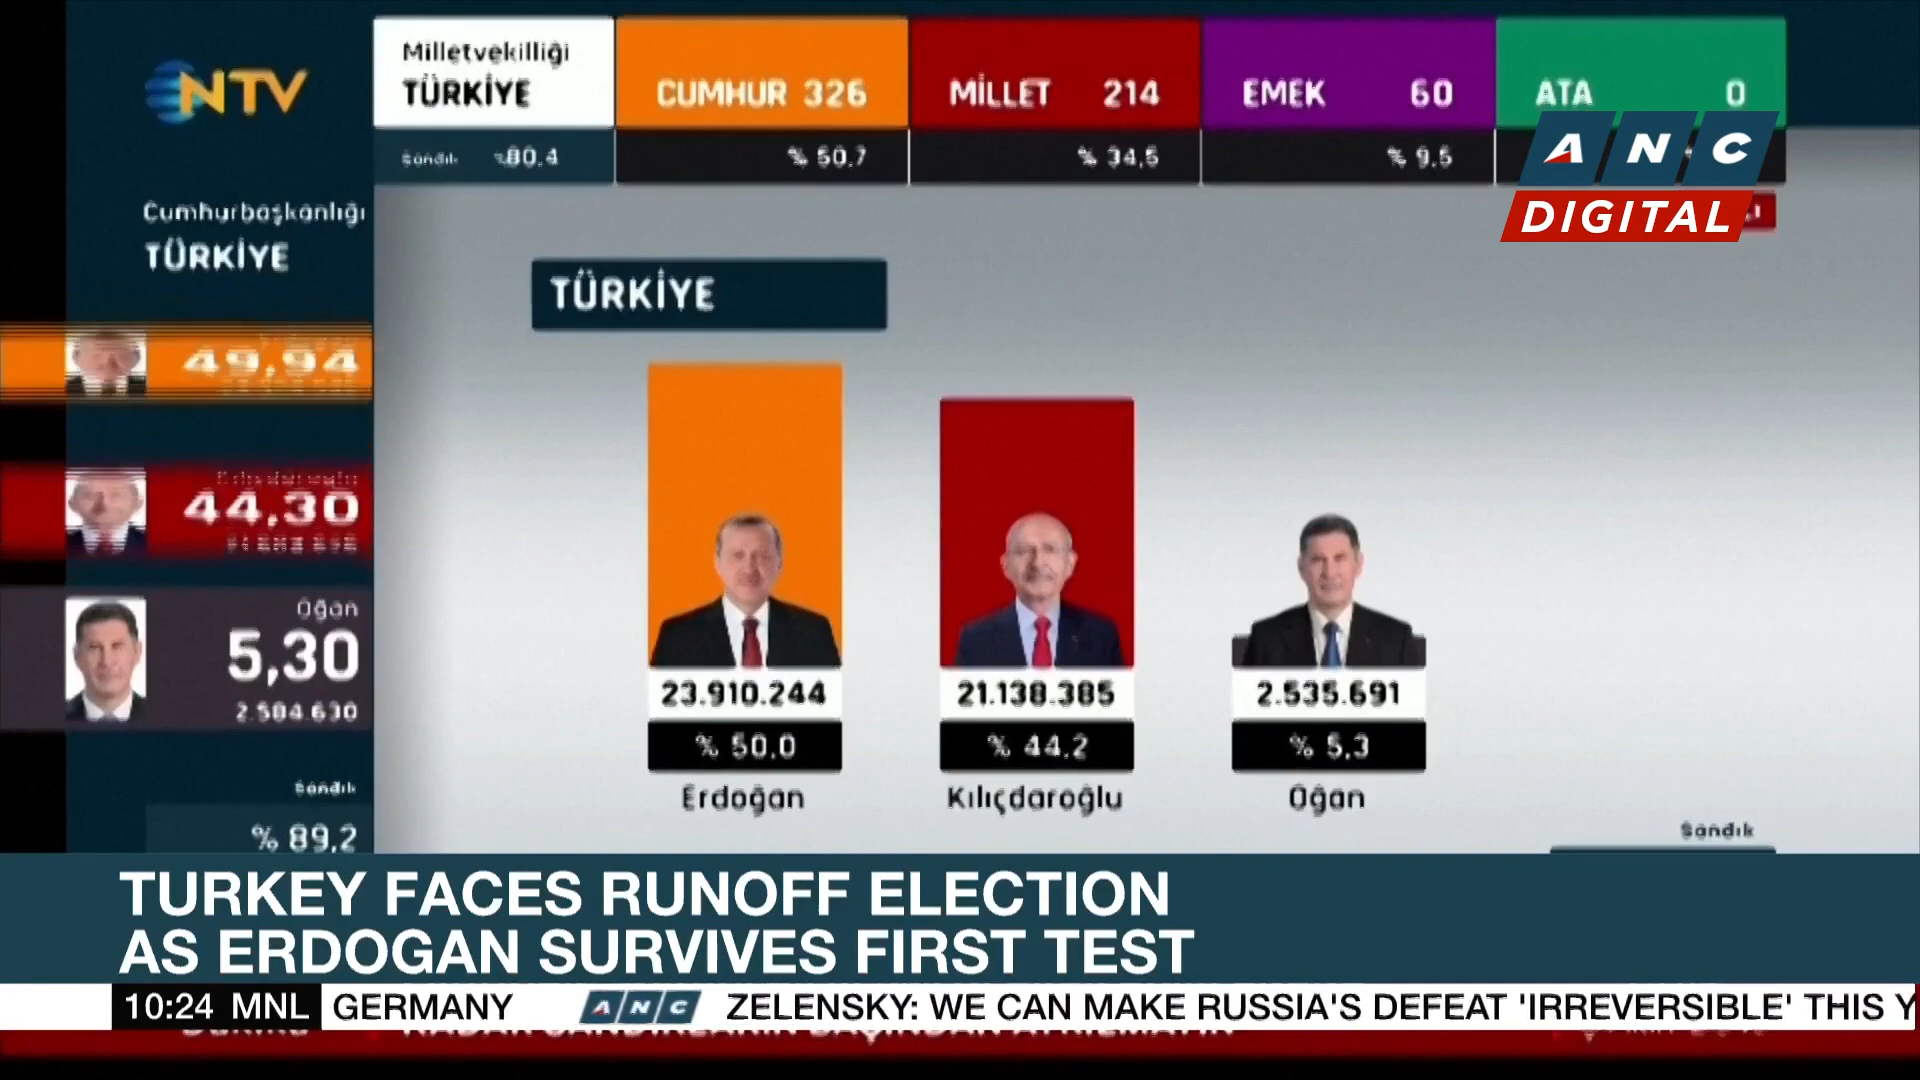 NTV
Milletvekilliği
TÜRKİYE
CUMHUR 326
MİLLET 214
EMEK 60
ATA 0
Sandık %80,4
% 50,7
% 34,5
% 9,5
ANC
DIGITAL
Cumhurbaşkanlığı
TÜRKİYE
TÜRKİYE
49,94
Kılıçdaroğlu
44,30
Oğan
5,30
2.504.630
Sandık
% 89,2
23.910.244
21.138.385
2.535.691
% 50,0
% 44,2
% 5,3
Erdoğan
Kılıçdaroğlu
Oğan
Sandık
TURKEY FACES RUNOFF ELECTION
AS ERDOGAN SURVIVES FIRST TEST
10:24 MNL GERMANY ANC ZELENSKY: WE CAN MAKE RUSSIA'S DEFEAT 'IRREVERSIBLE' THIS Y